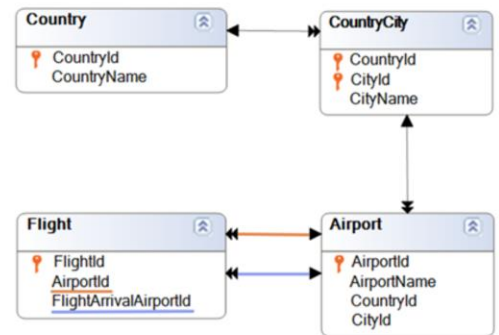 Country
CountryId
CountryName
CountryCity
CountryId
CityId
CityName
Flight
FlightId
AirportId
FlightArrivalAirportId
Airport
AirportId
AirportName
CountryId
CityId